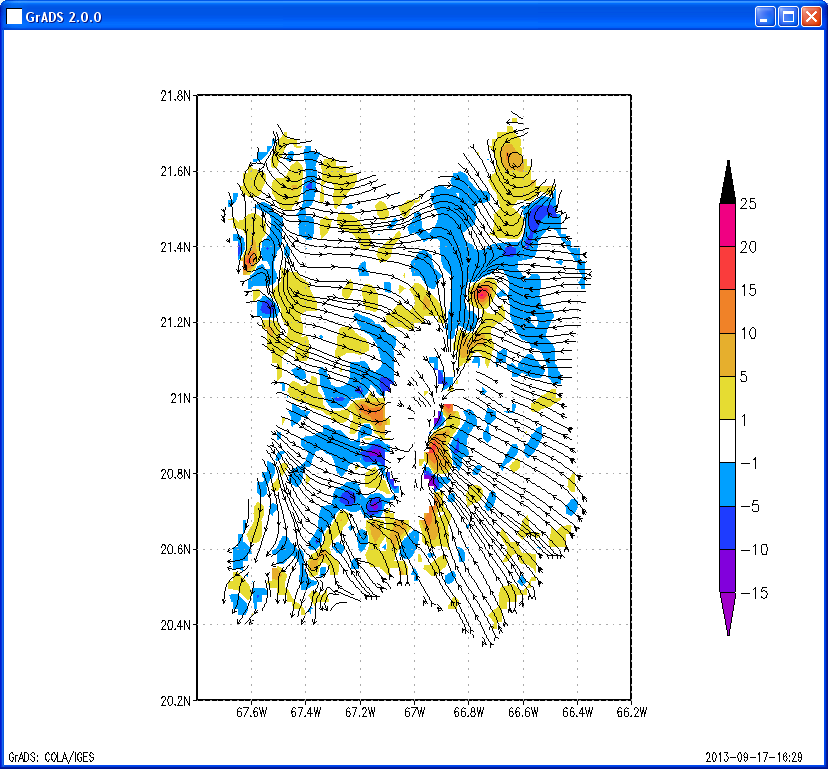 GrADS 2.0.0
21.8N
21.6N
21.4N
21.2N
21N
20.8N
20.6N
20.4N
20.2N
67.6W 67.4W 67.2W 67W 66.8W 66.6W 66.4W 66.2W
25
20
15
10
5
1
-1
-5
-10
-15
GrADS: COLA/IGES
2013-09-17-16:29